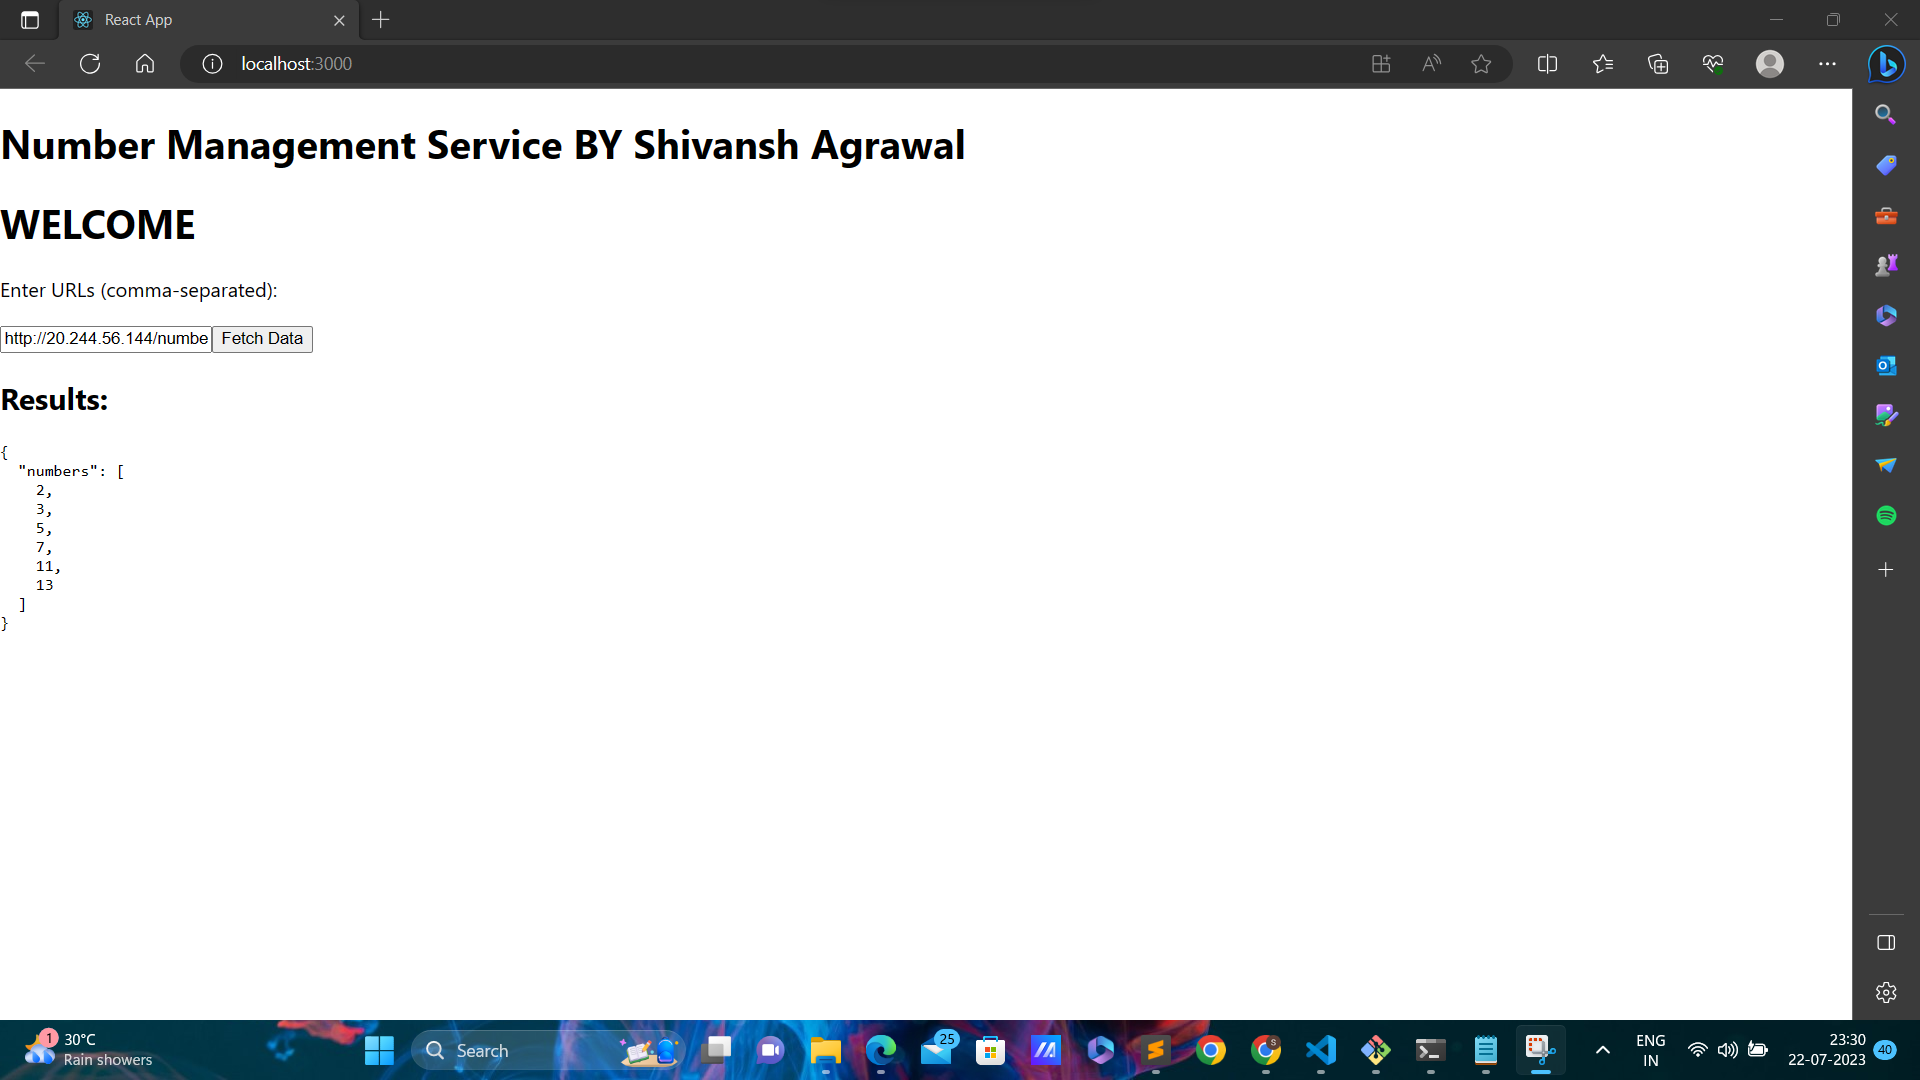 React App
localhost:3000
Number Management Service BY Shivansh Agrawal
WELCOME
Enter URLs (comma-separated):
http://20.244.56.144/numbe Fetch Data
Results:
{
"numbers": [
2,
3,
5,
7,
11,
13
]
}
1 30°C
Rain showers
Search
25
S
ENG
IN
23:30
22-07-2023
40